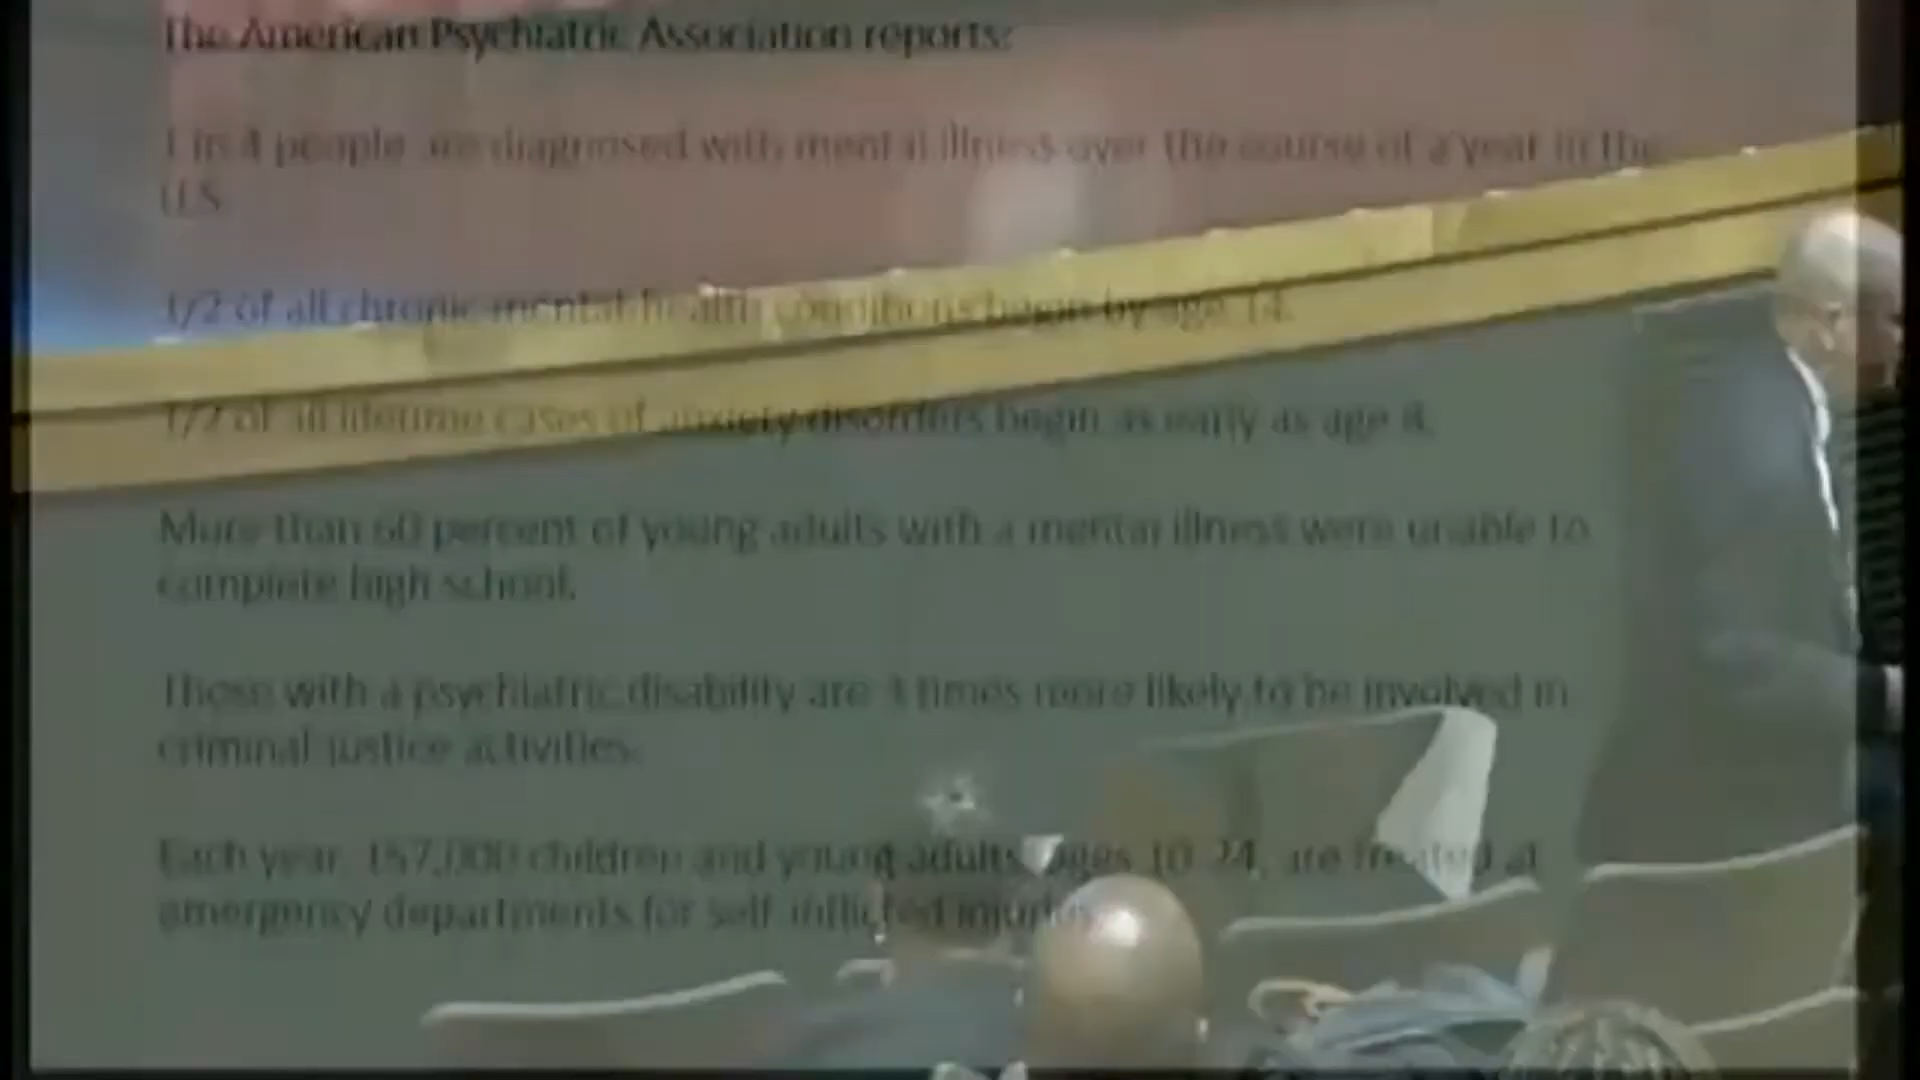 The American Psychiatric Association reports:
1 in 4 people are diagnosed with mental illness over the course of a year in the
U.S.
1/2 of all chronic mental health conditions begin by age 14.
1/2 of all lifetime cases of anxiety disorders begin as early as age 8.
More than 60 percent of young adults with a mental illness were unable to
complete high school.
Those with a psychiatric disability are 3 times more likely to be involved in
criminal justice activities.
Each year, 157,000 children and young adults, ages 10-24, are treated at
emergency departments for self-inflicted injuries.